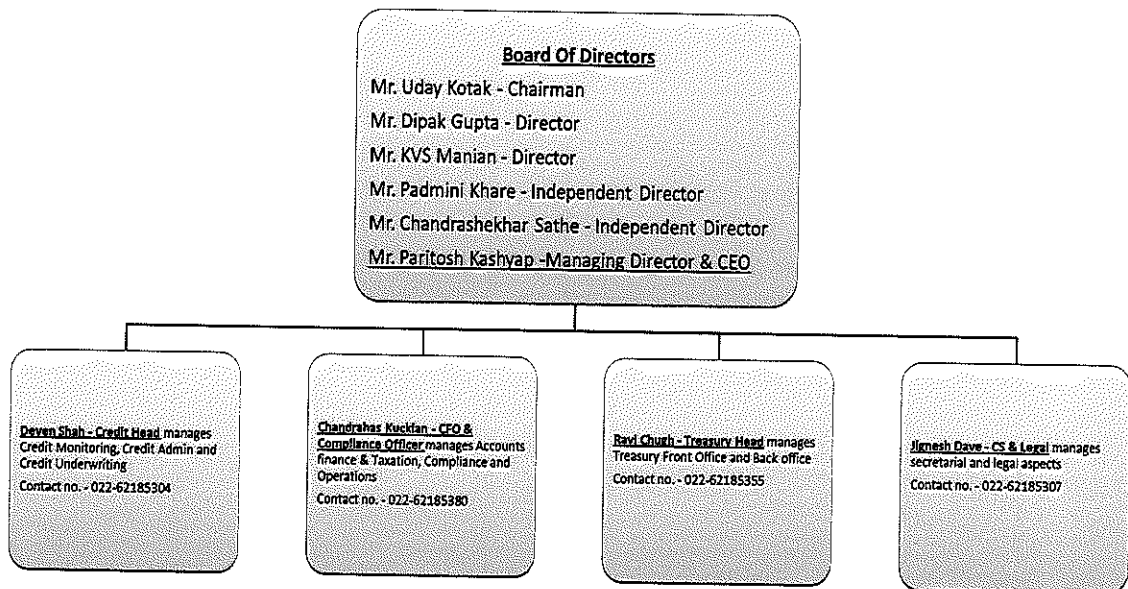 Board Of Directors
Mr. Uday Kotak - Chairman
Mr. Dipak Gupta - Director
Mr. KVS Manian - Director
Mr. Padmini Khare - Independent Director
Mr. Chandrashekhar Sathe - Independent Director
Mr. Paritosh Kashyap -Managing Director & CEO
Deven Shah - Credit Head manages
Credit Monitoring, Credit Admin and
Credit Underwriting
Contact no. - 022-62185304
Chandrahas - CFO &
Compliance Officer manages Accounts
finance & Taxation, Compliance and
Operations
Contact no. - 022-62185380
Ravi Chugh - Treasury Head manages
Treasury Front Office and Back office
Contact no. - 022-62185355
Jignesh Dave - CS & Legal manages
secretarial and legal aspects
Contact no. - 022-62185307